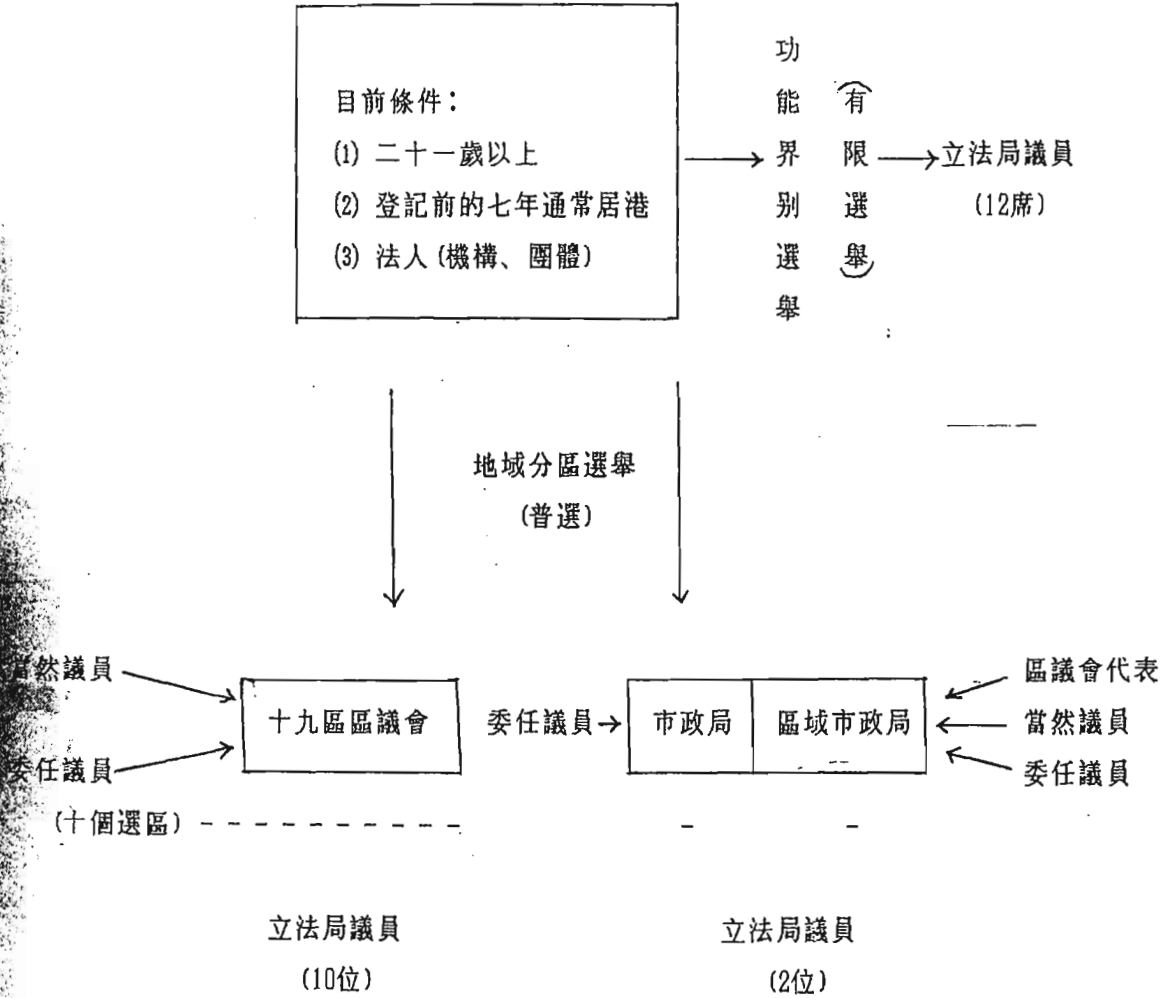 目前條件：
(1) 二十一歲以上
(2) 登記前的七年通常居港
(3) 法人(機構、團體)
功能界別選舉
(有限選舉)
立法局議員
(12席)
地域分區選舉
(普選)
當然議員
委任議員
(十個選區)
十九區區議會
委任議員
市政局
區域市政局
區議會代表
當然議員
委任議員
立法局議員
(10位)
立法局議員
(2位)